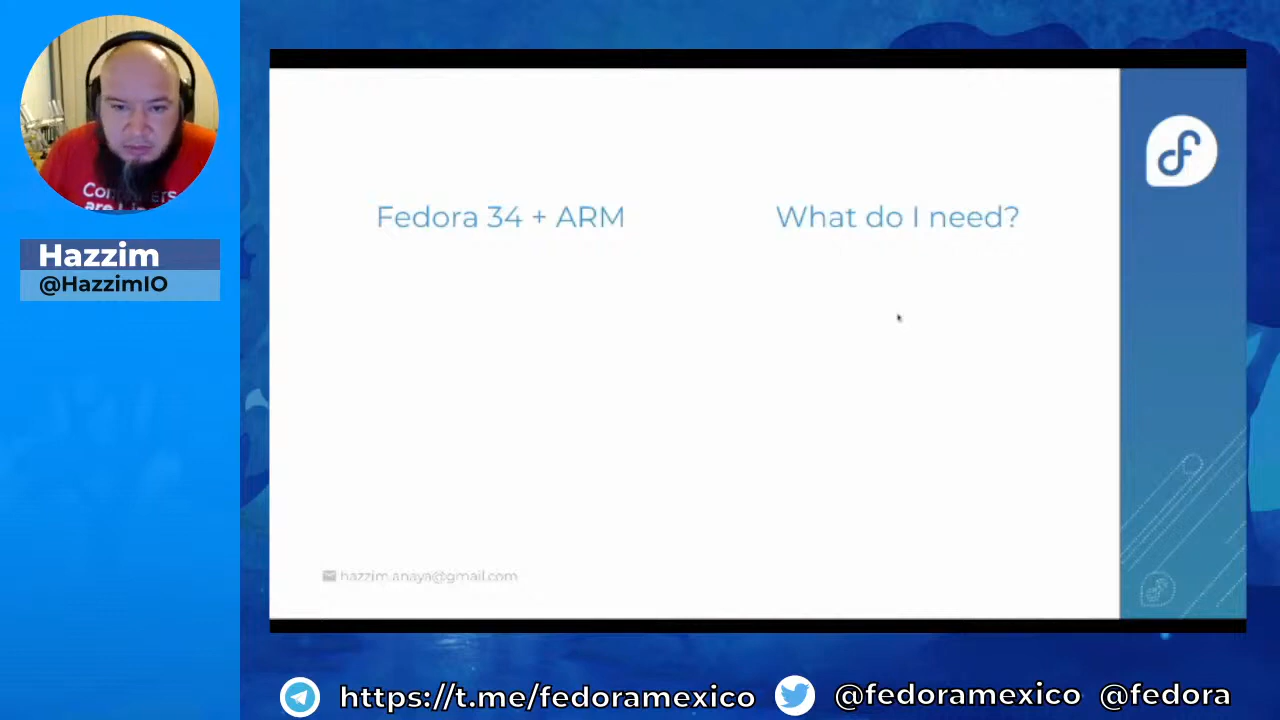 Hazzim
@HazzimIO
Fedora 34 + ARM
What do I need?
hazzim.anaya@gmail.com
https://t.me/fedoramexico
@fedoramexico @fedora